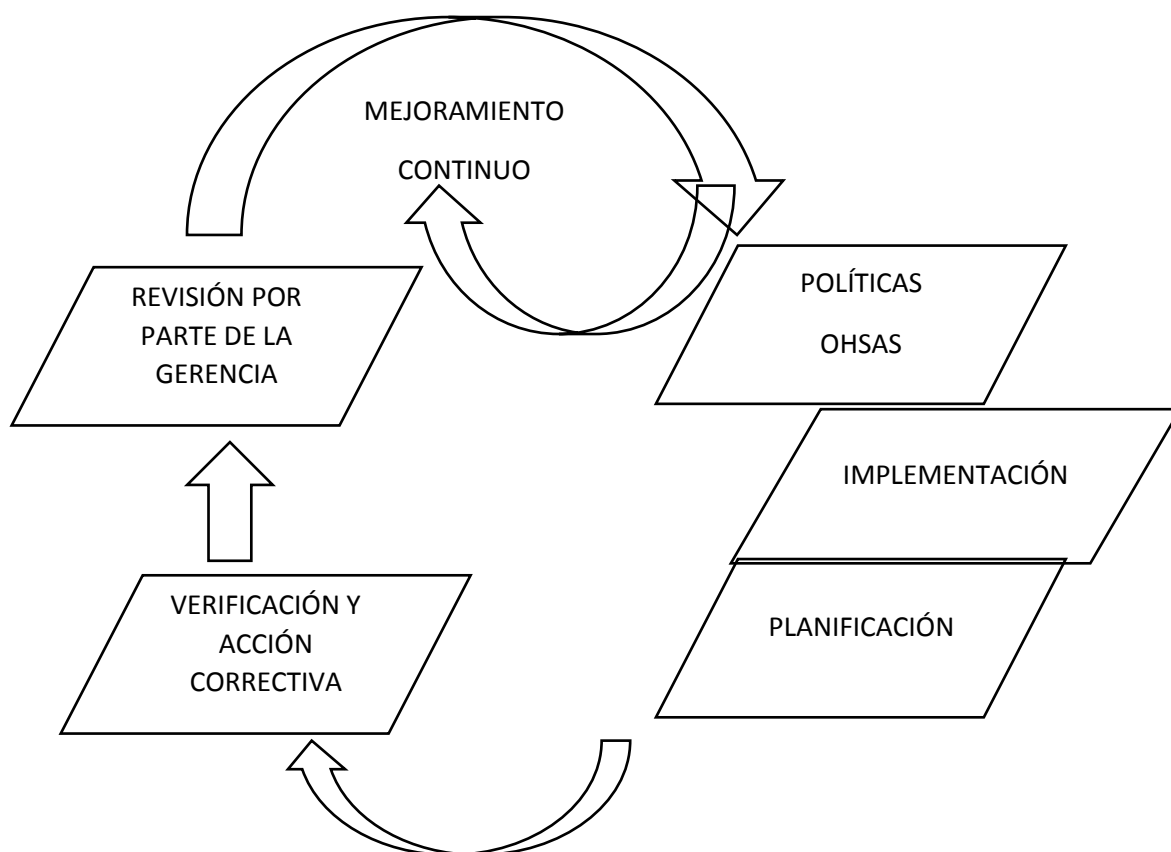 MEJORAMIENTO
CONTINUO
REVISIÓN POR
PARTE DE LA
GERENCIA
POLÍTICAS
OHSAS
IMPLEMENTACIÓN
VERIFICACIÓN Y
ACCIÓN
CORRECTIVA
PLANIFICACIÓN